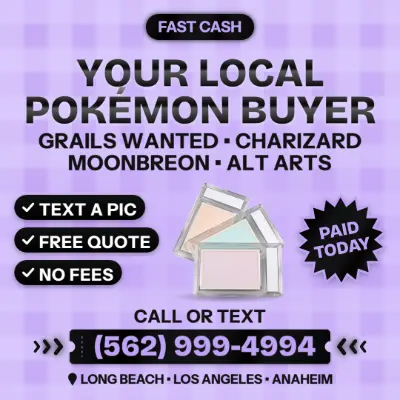 FAST CASH
YOUR LOCAL
POKÉMON BUYER
GRAILS WANTED ▪ CHARIZARD
MOONBREON ▪ ALT ARTS
✓ TEXT A PIC
✓ FREE QUOTE
✓ NO FEES
PAID
TODAY
CALL OR TEXT
(562) 999-4994
LONG BEACH ▪ LOS ANGELES ▪ ANAHEIM